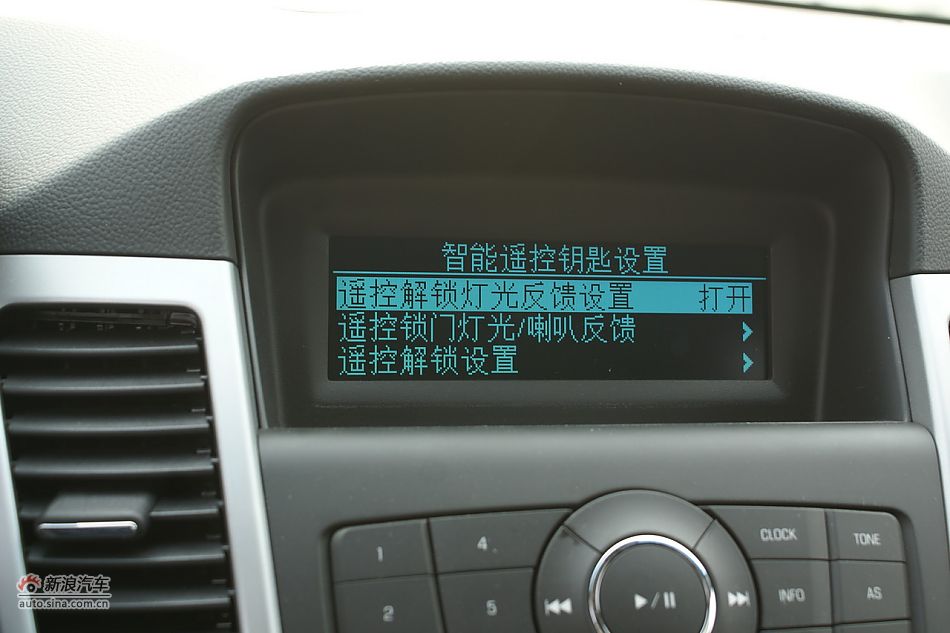 智能遥控钥匙设置
遥控解锁灯光反馈设置 打开
遥控锁门灯光/喇叭反馈
遥控解锁设置
1 4 CLOCK TONE
2 5 INFO AS
新浪汽车
auto.sina.com.cn